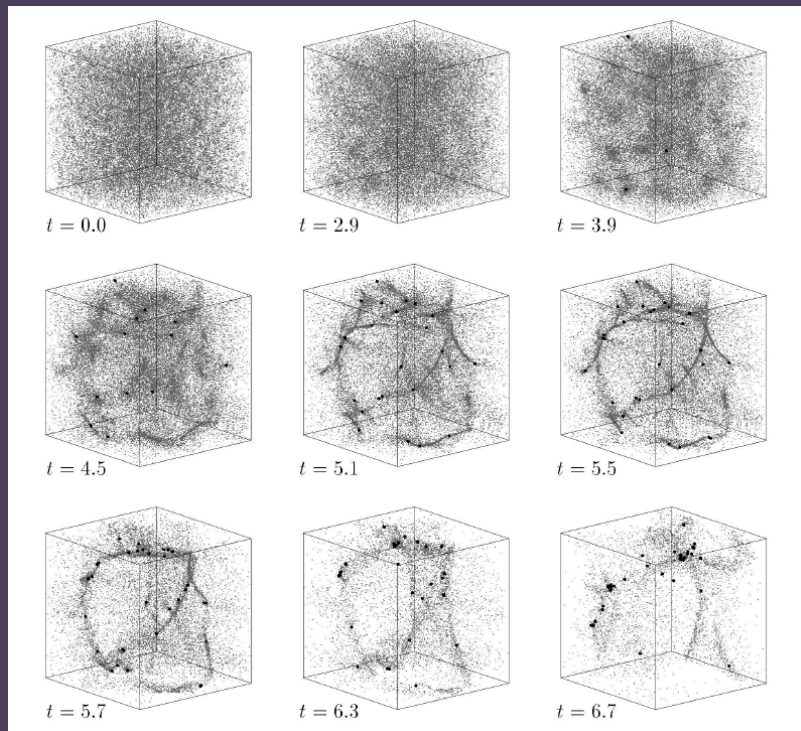 t = 0.0
t = 2.9
t = 3.9
t = 4.5
t = 5.1
t = 5.5
t = 5.7
t = 6.3
t = 6.7